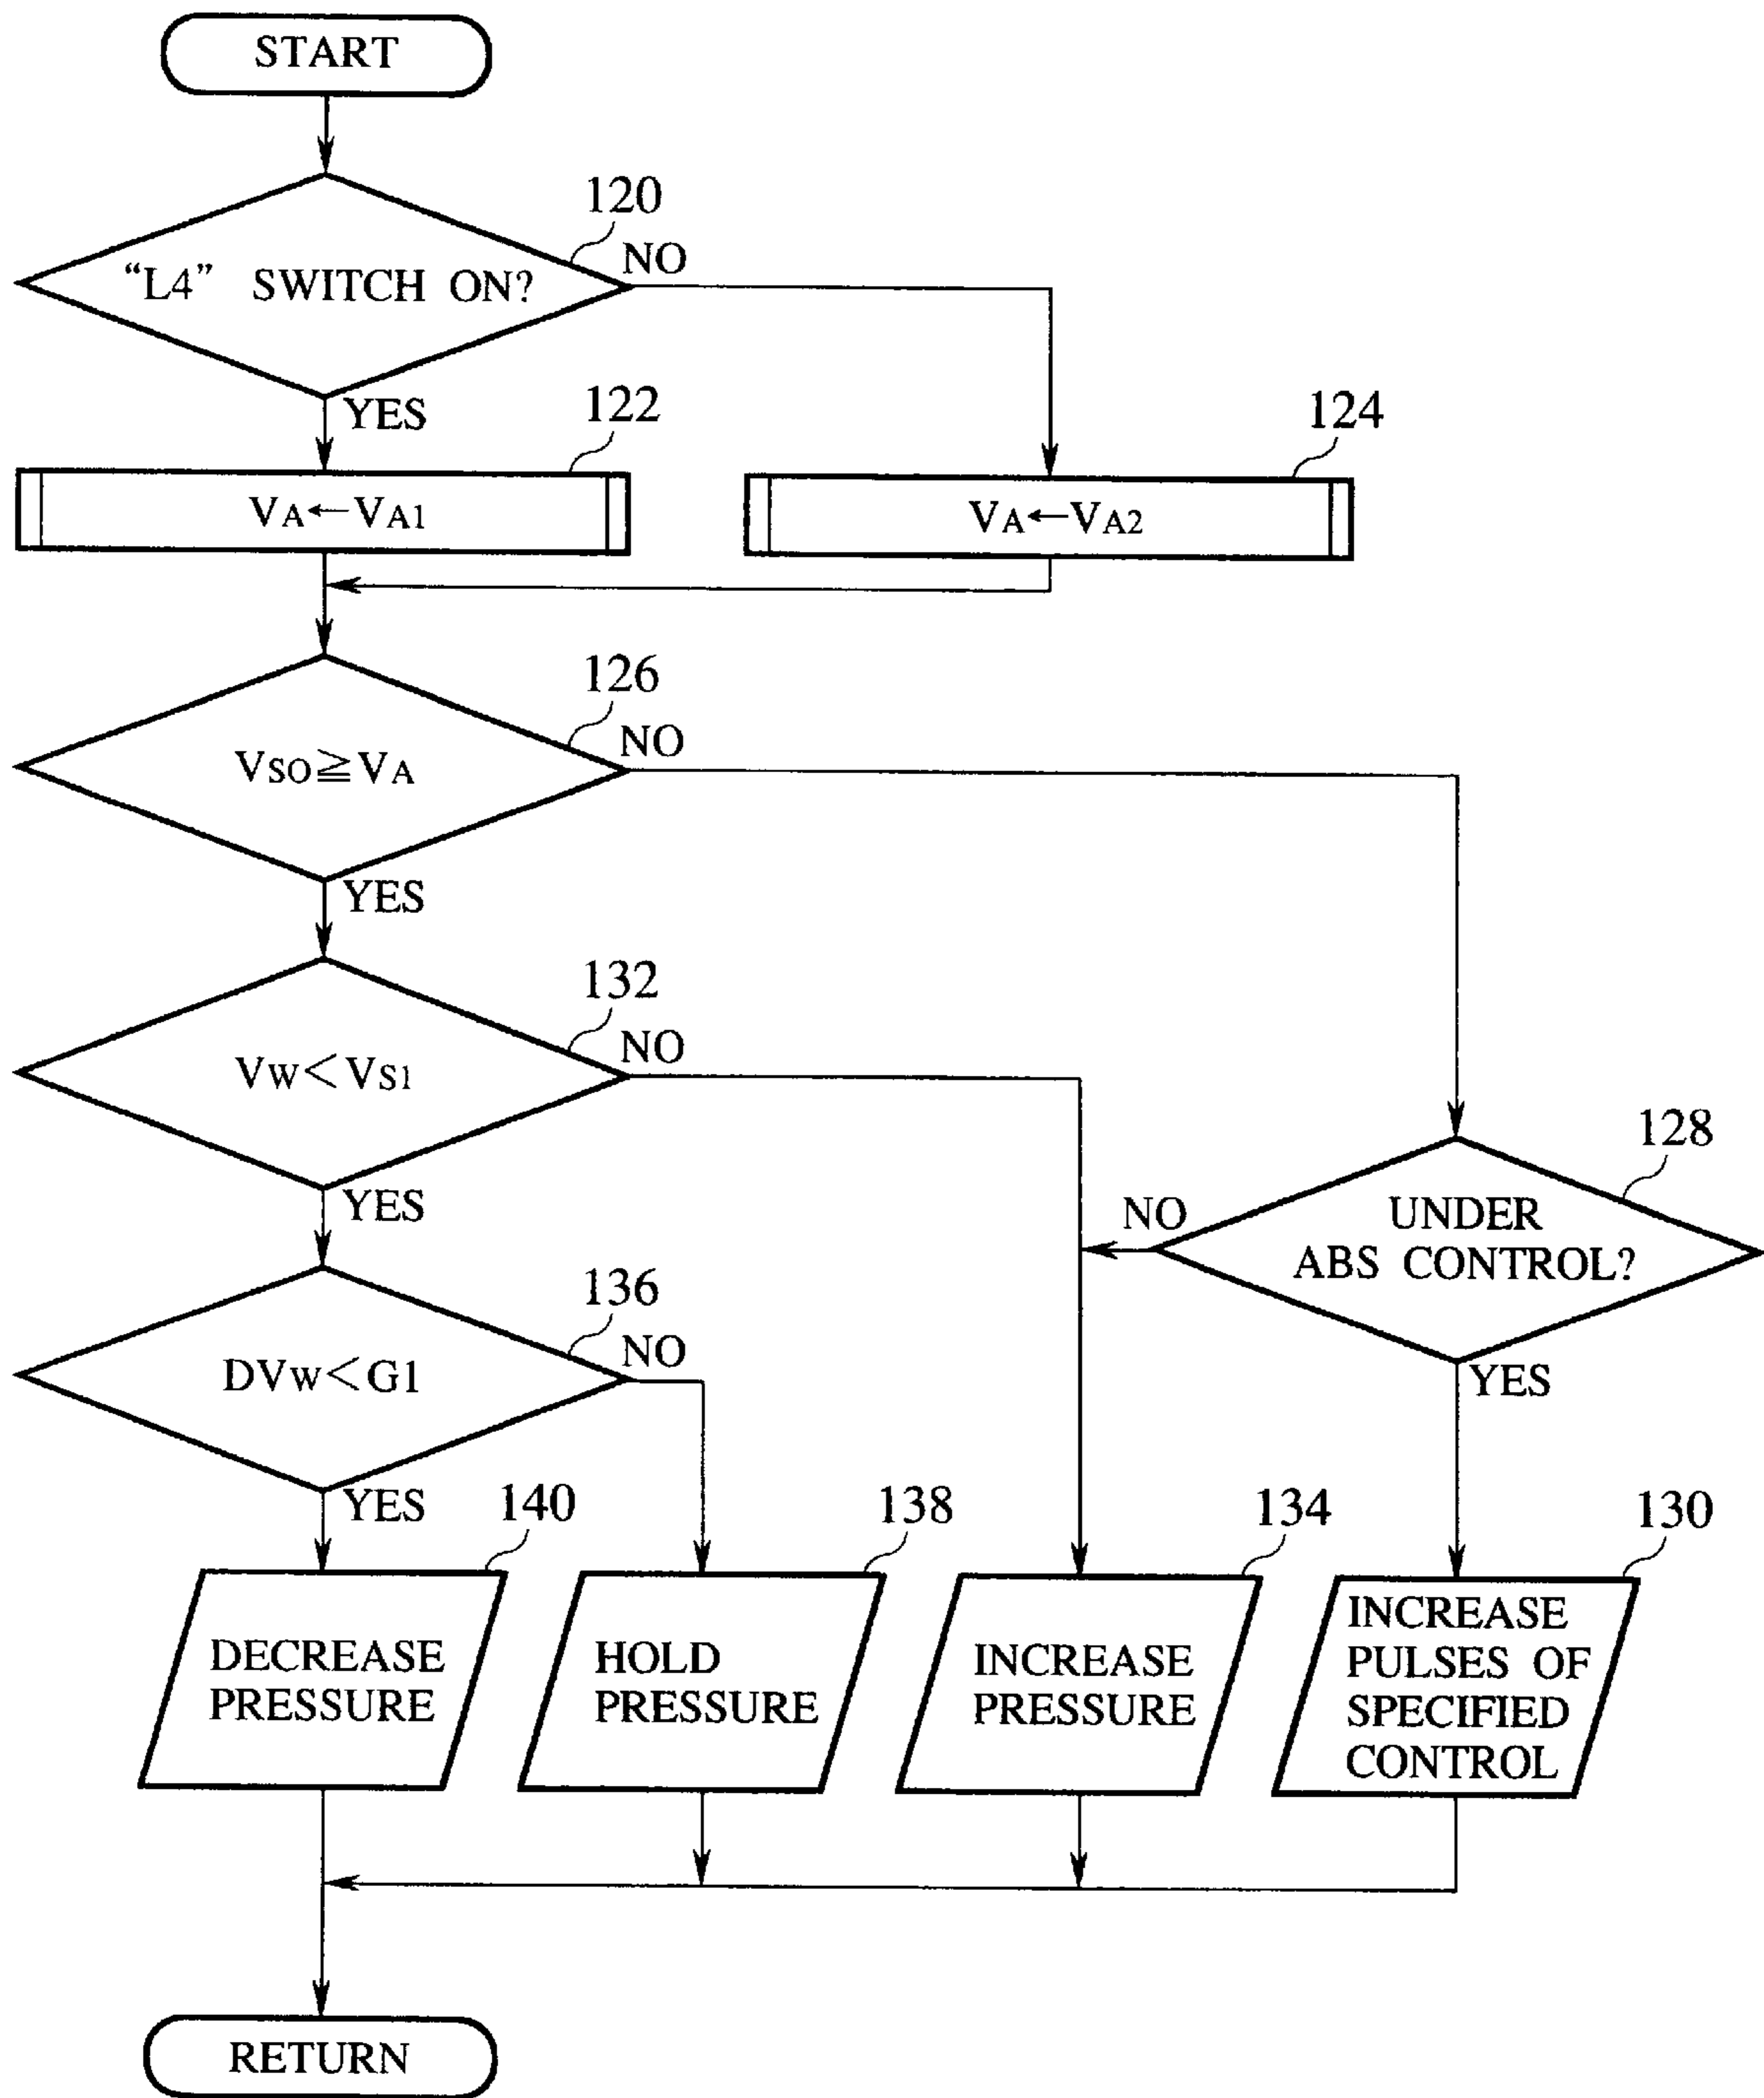 START
120
NO
“L4” SWITCH ON?
YES
122
124
VA←VA1
VA←VA2
126
NO
VSO≧VA
YES
132
NO
VW<VS1
YES
128
NO
UNDER
ABS CONTROL?
YES
136
NO
DVW<G1
YES
140
138
134
130
DECREASE
PRESSURE
HOLD
PRESSURE
INCREASE
PRESSURE
INCREASE
PULSES OF
SPECIFIED
CONTROL
RETURN